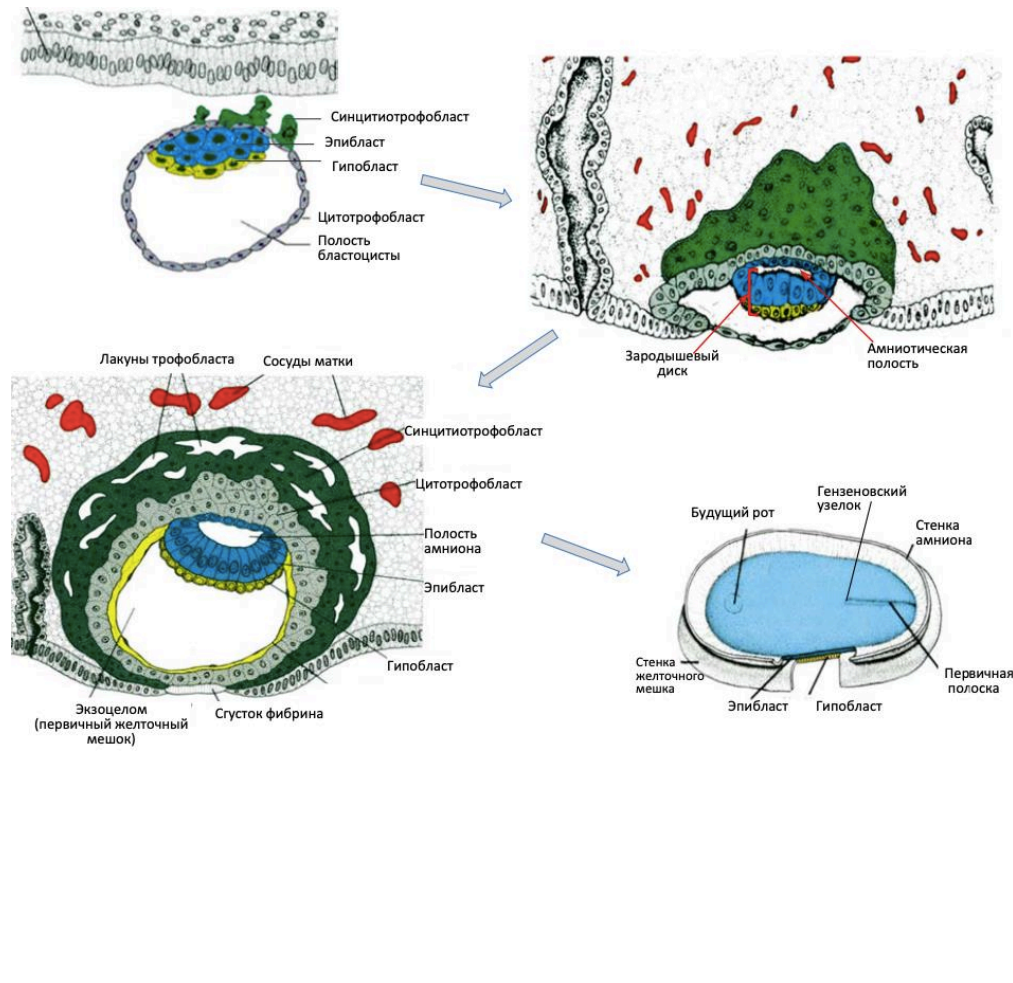 Синцитиотрофобласт
Эпибласт
Гипобласт
Цитотрофобласт
Полость
бластоцисты
Зародышевый
диск
Амниотическая
полость
Лакуны трофобласта
Сосуды матки
Синцитиотрофобласт
Цитотрофобласт
Полость
амниона
Эпибласт
Гипобласт
Сгусток фибрина
Экзоцелом
(первичный желточный
мешок)
Будущий рот
Гензеновский
узелок
Стенка
амниона
Стенка
желточного
мешка
Эпибласт
Гипобласт
Первичная
полоска